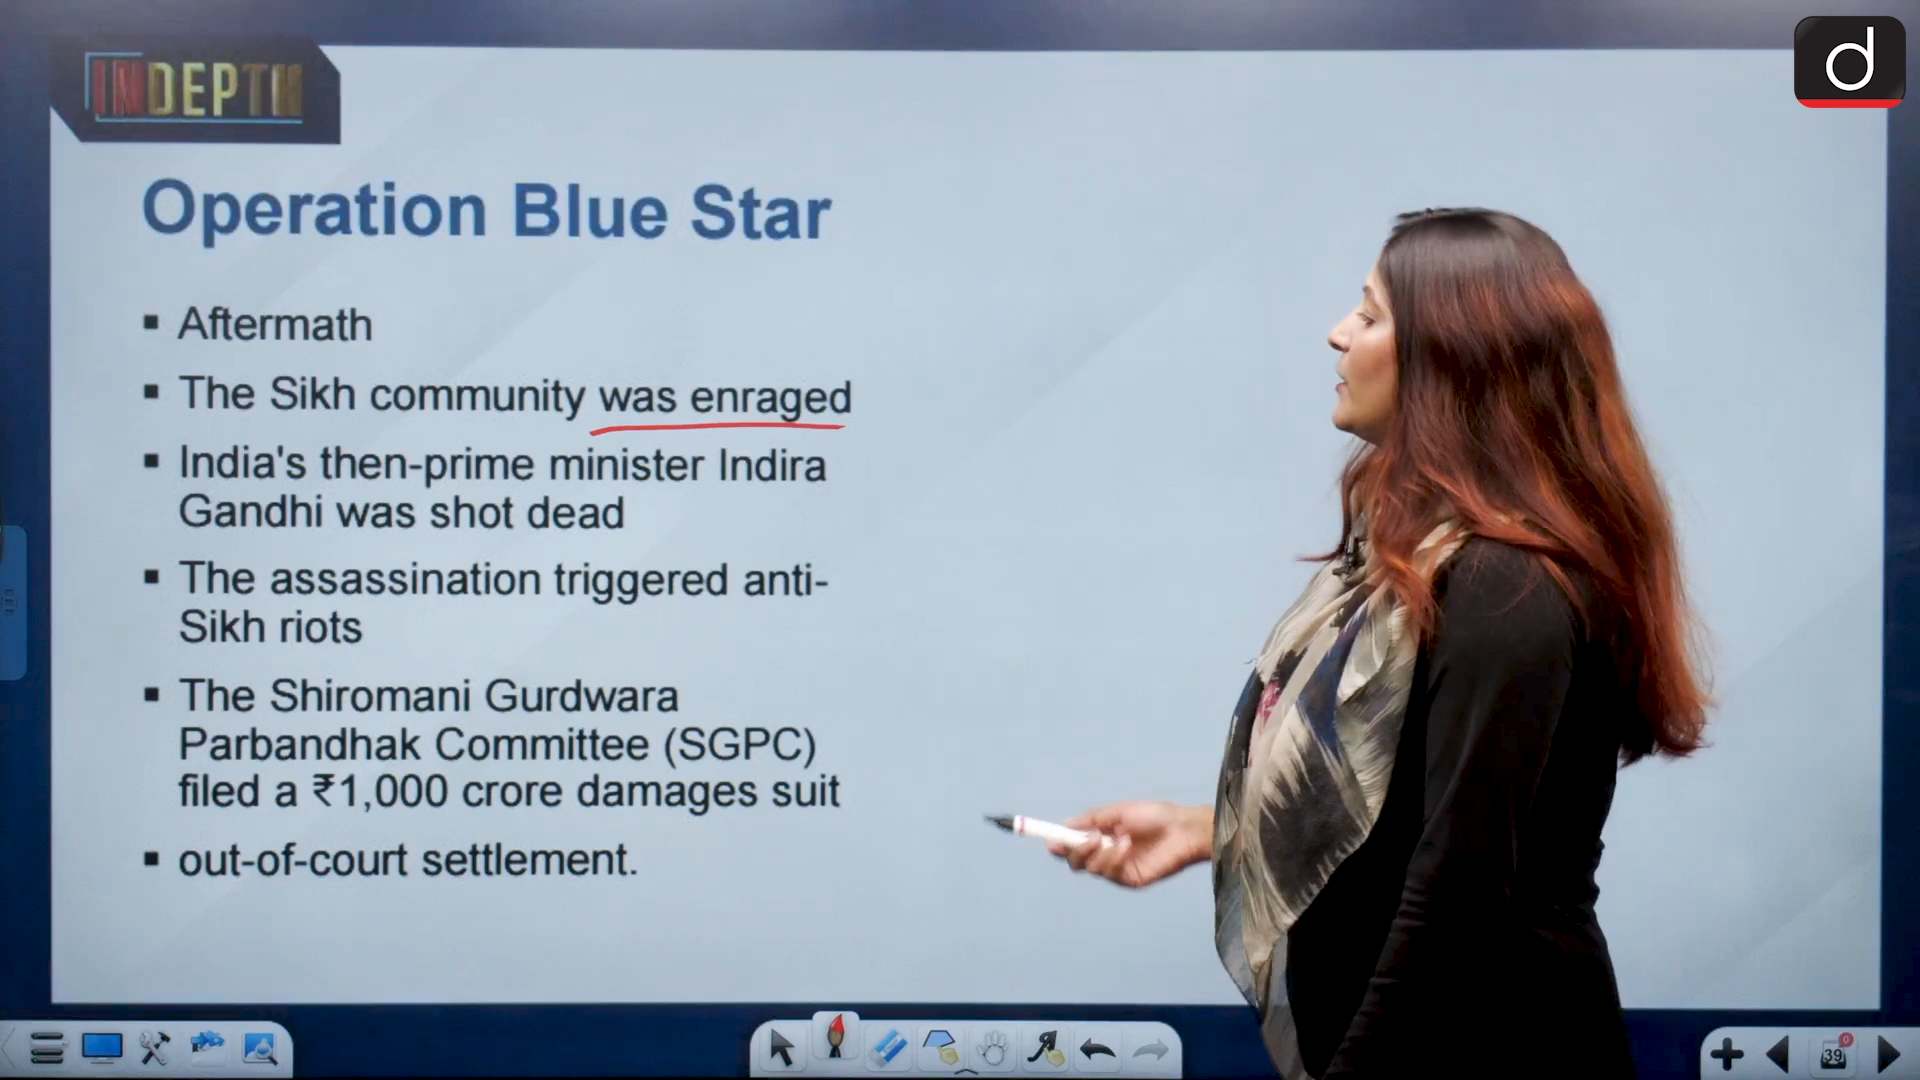 INDEPTH
d
Operation Blue Star
▪ Aftermath
▪ The Sikh community was enraged
▪ India's then-prime minister Indira
Gandhi was shot dead
▪ The assassination triggered anti-
Sikh riots
▪ The Shiromani Gurdwara
Parbandhak Committee (SGPC)
filed a ₹1,000 crore damages suit
▪ out-of-court settlement.
39
0